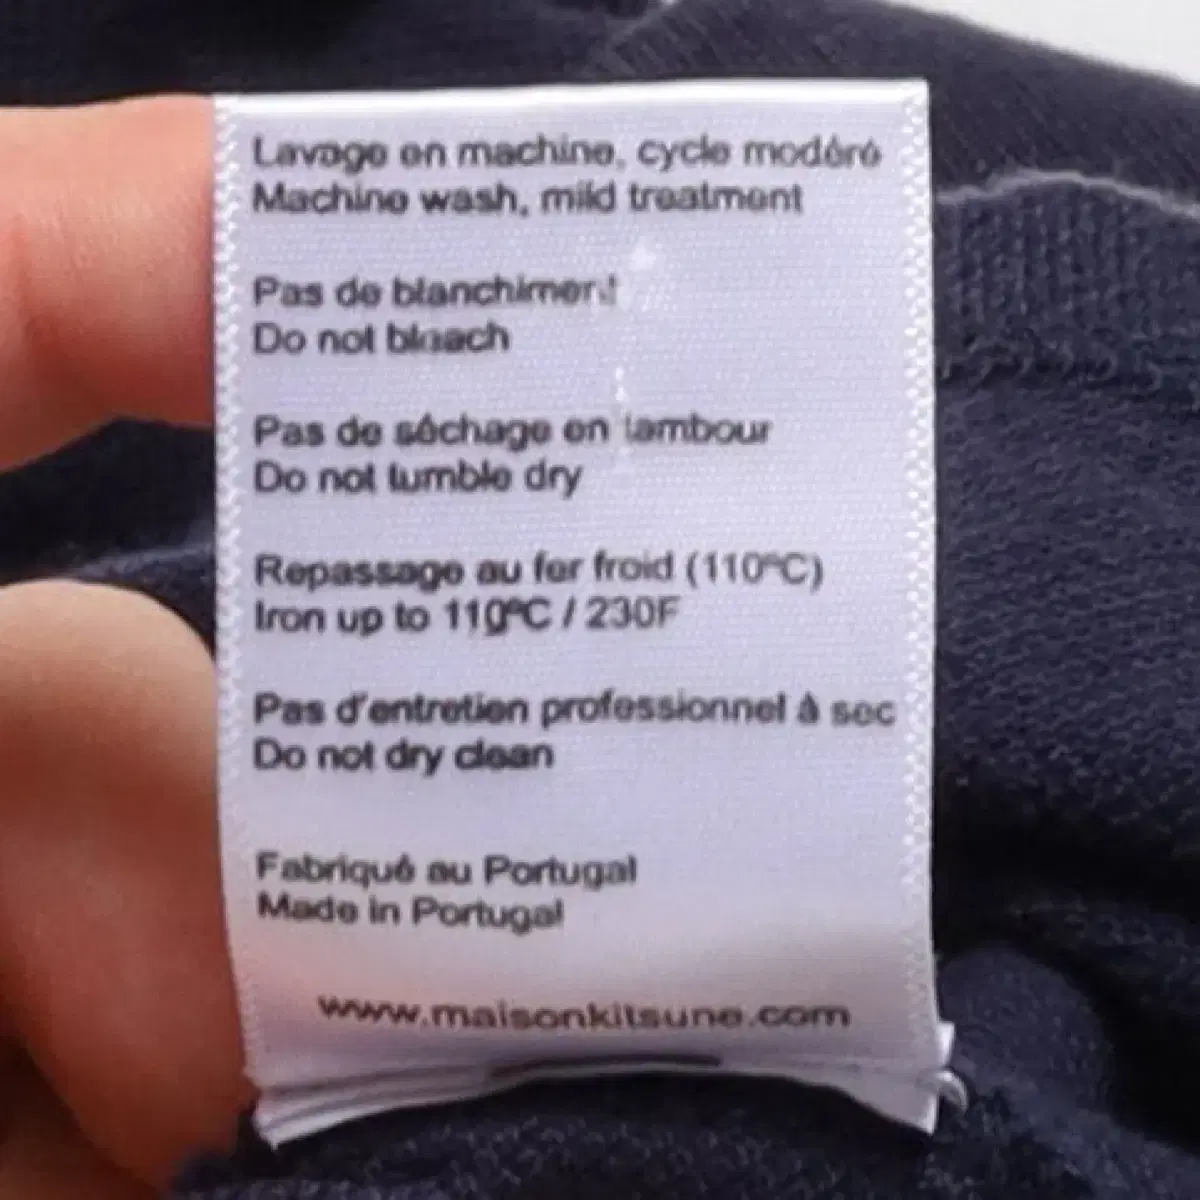 Lavage en machine, cycle modéré
Machine wash, mild treatment
Pas de blanchiment
Do not bleach
Pas de séchage en tambour
Do not tumble dry
Repassage au fer froid (110ºC)
Iron up to 110ºC / 230F
Pas d'entretien professionnel à sec
Do not dry clean
Fabriqué au Portugal
Made in Portugal
www.maisonkitsune.com